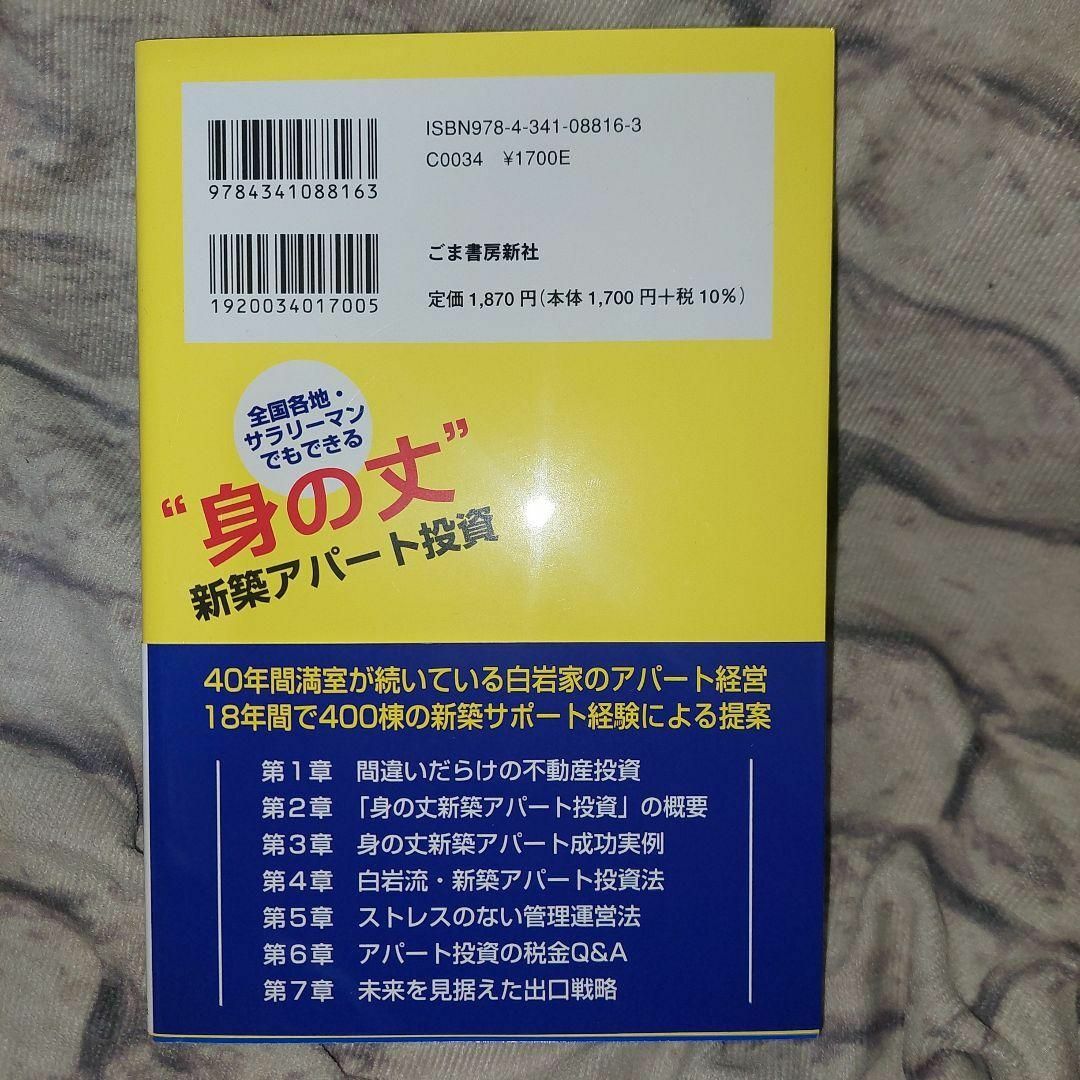 ISBN978-4-341-08816-3
C0034 ¥1700E
9784341088163
1920034017005
ごま書房新社
定価1,870円(本体1,700円+税10%)
全国各地・
サラリーマン
でもできる
“身の丈”
新築アパート投資
40年間満室が続いている白岩家のアパート経営
18年間で400棟の新築サポート経験による提案
第1章 間違いだらけの不動産投資
第2章 「身の丈新築アパート投資」の概要
第3章 身の丈新築アパート成功実例
第4章 白岩流・新築アパート投資法
第5章 ストレスのない管理運営法
第6章 アパート投資の税金Q&A
第7章 未来を見据えた出口戦略